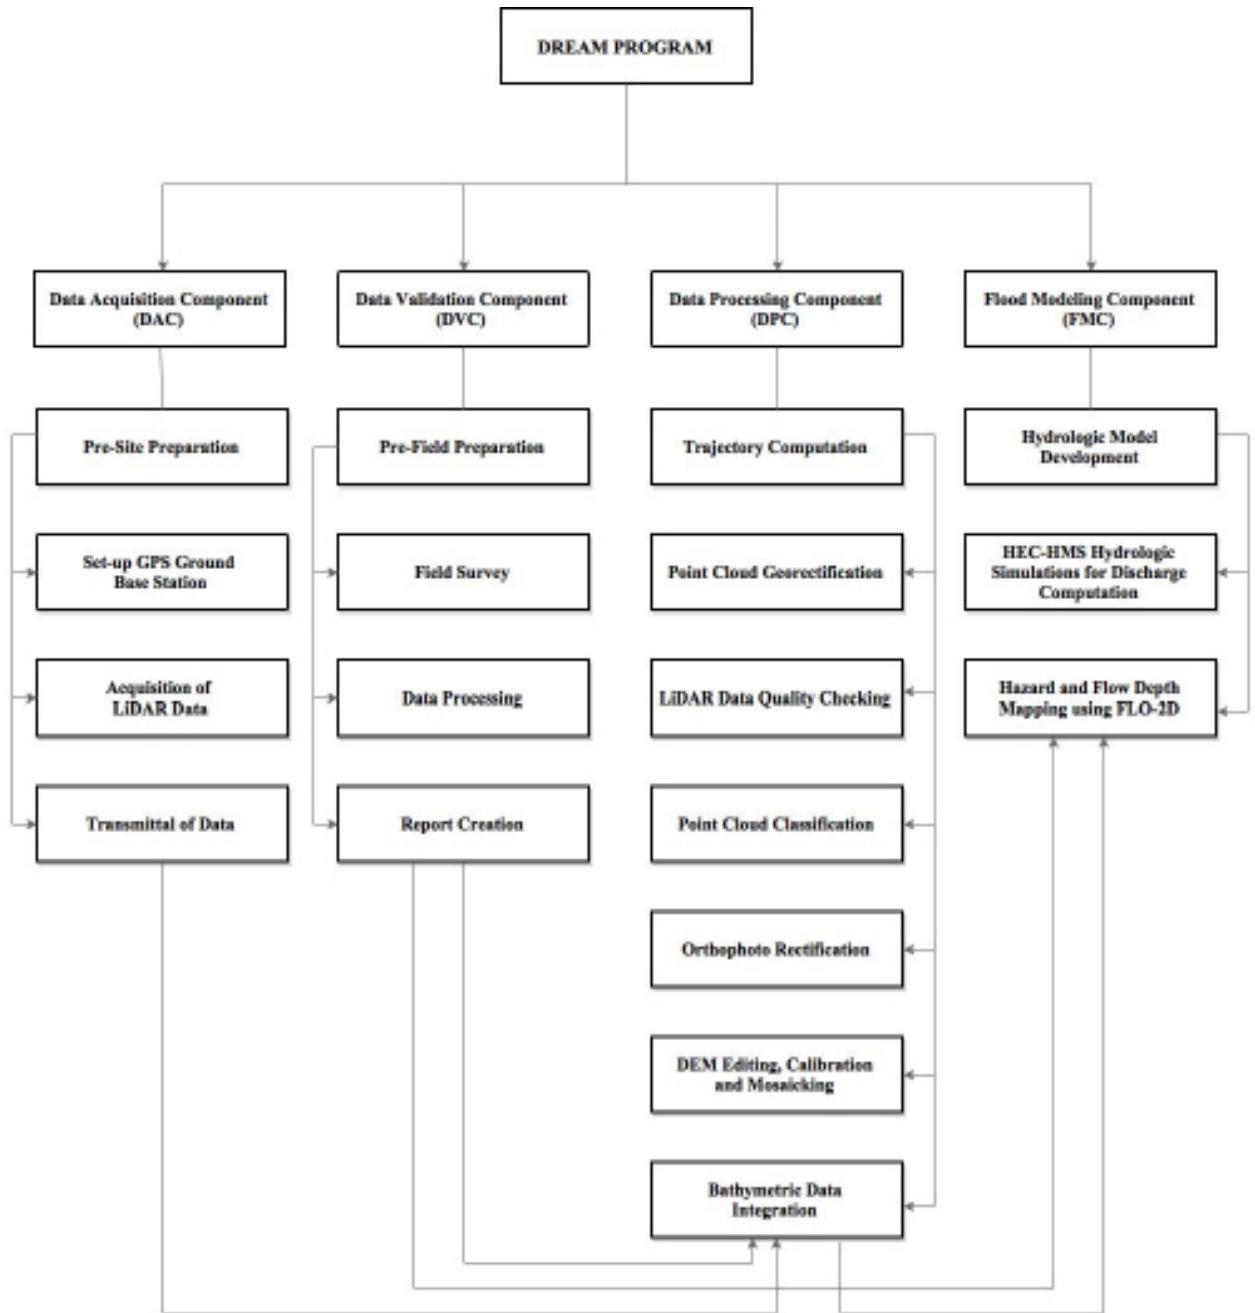 DREAM PROGRAM
Data Acquisition Component
(DAC)
Data Validation Component
(DVC)
Data Processing Component
(DPC)
Flood Modeling Component
(FMC)
Pre-Site Preparation
Pre-Field Preparation
Trajectory Computation
Hydrologic Model
Development
Set-up GPS Ground
Base Station
Field Survey
Point Cloud Georectification
HEC-HMS Hydrologic
Simulations for Discharge
Computation
Acquisition of
LiDAR Data
Data Processing
LiDAR Data Quality Checking
Hazard and Flow Depth
Mapping using FLO-2D
Transmittal of Data
Report Creation
Point Cloud Classification
Orthophoto Rectification
DEM Editing, Calibration
and Mosaicking
Bathymetric Data
Integration